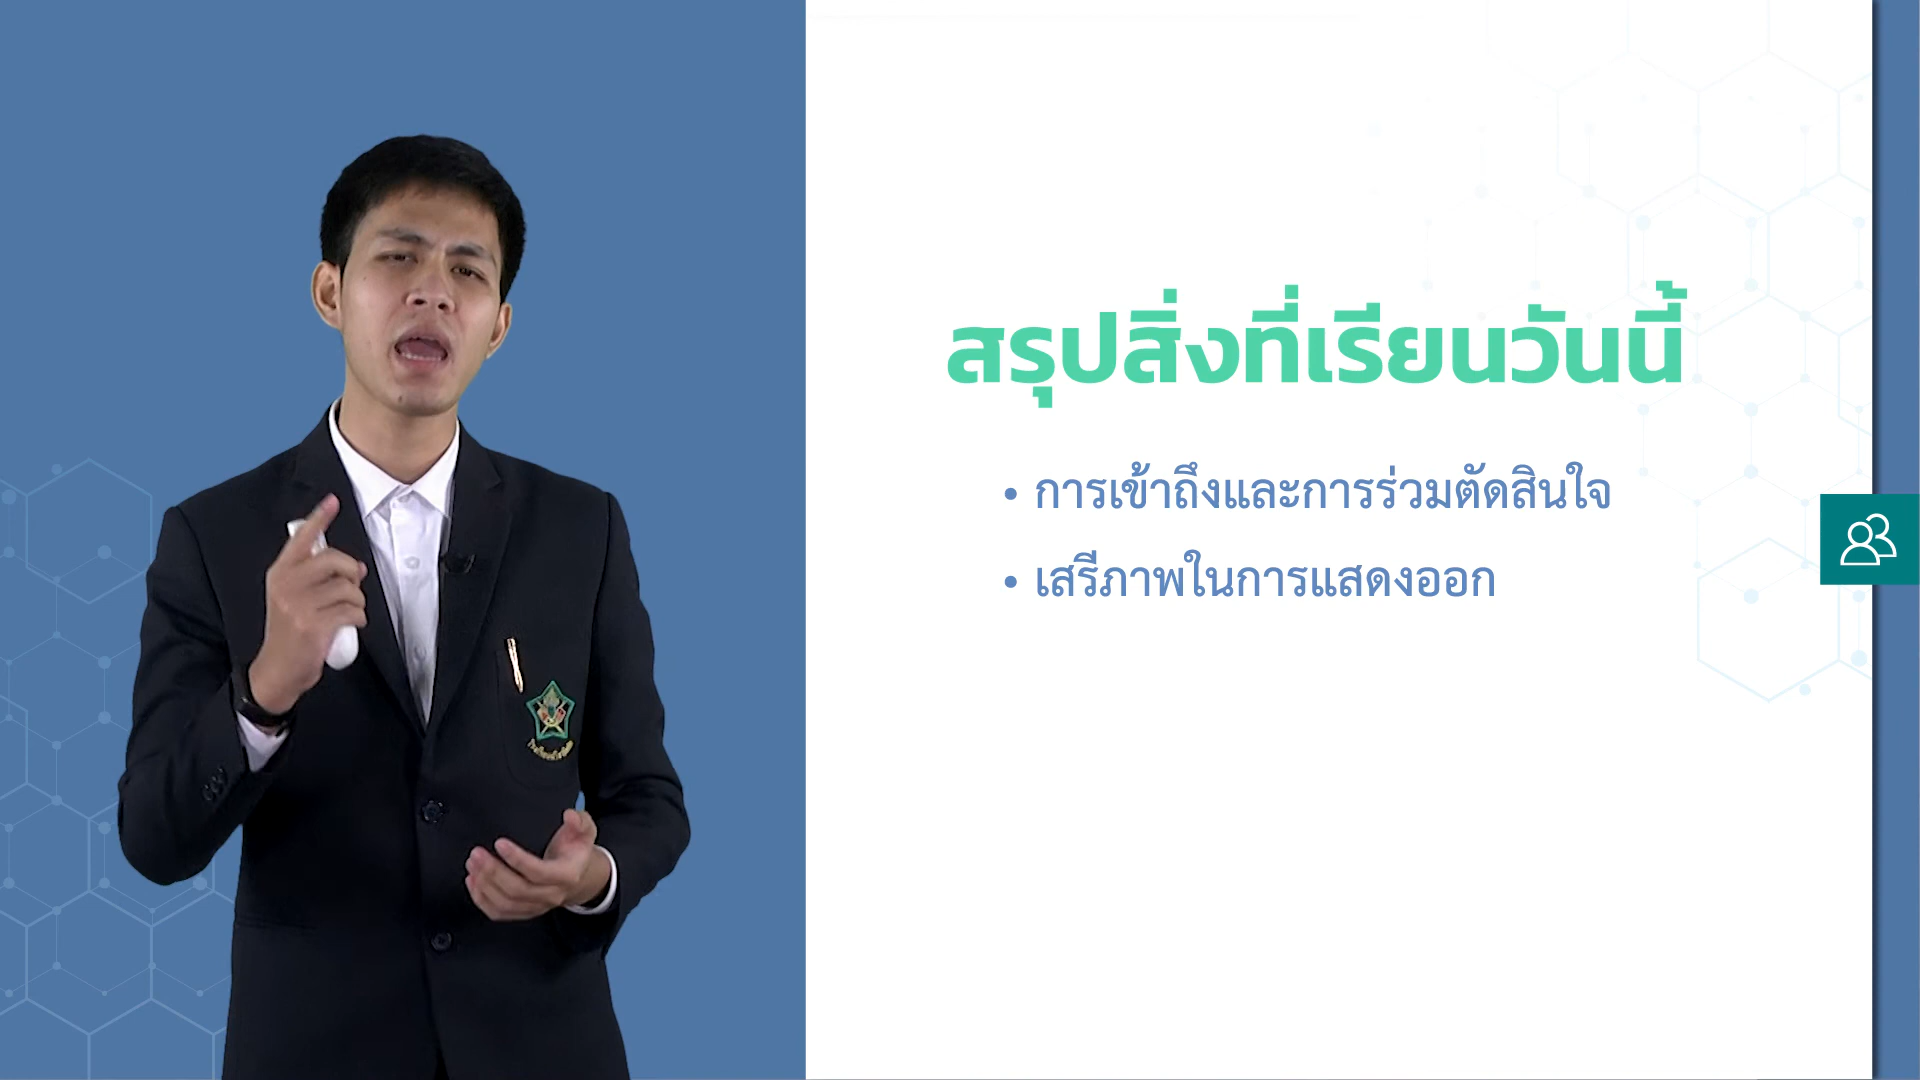 สรุปสิ่งที่เรียนวันนี้
• การเข้าถึงและการร่วมตัดสินใจ
• เสรีภาพในการแสดงออก